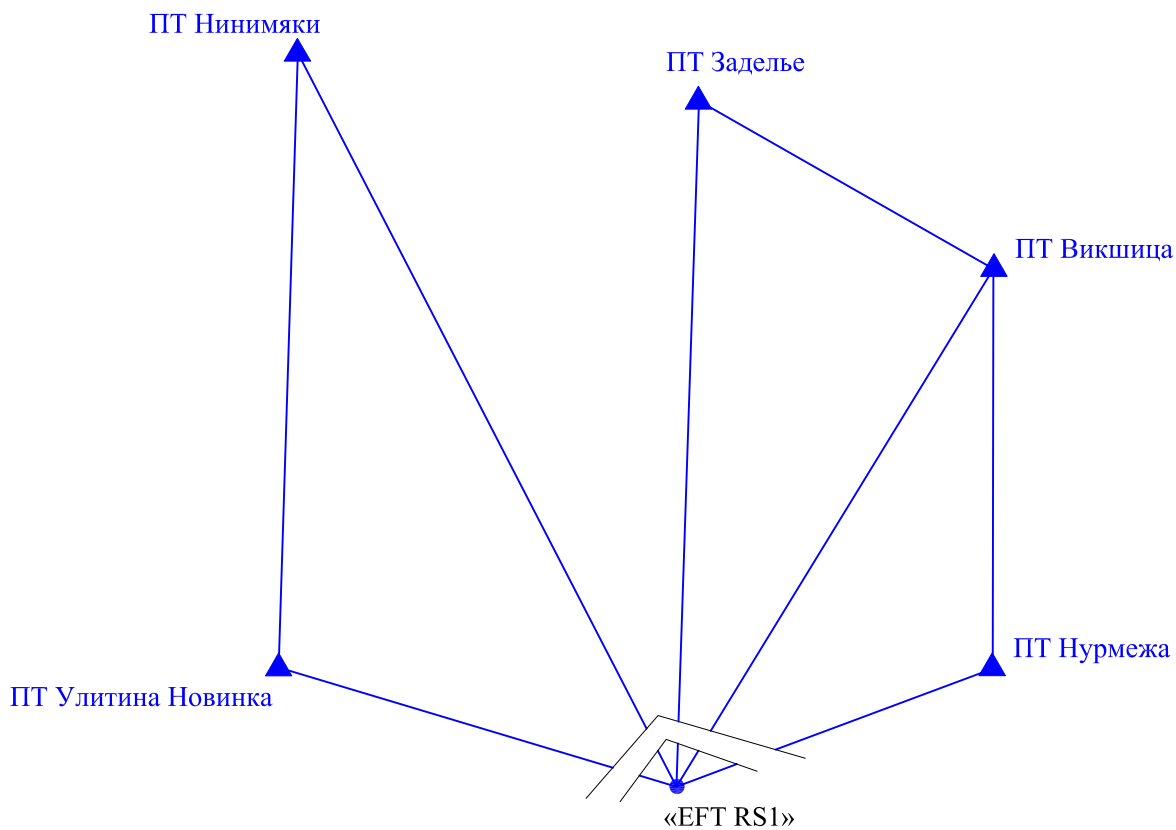 ПТ Нинимяки
ПТ Заделье
ПТ Викшица
ПТ Нурмежа
ПТ Улитина Новинка
«EFT RS1»